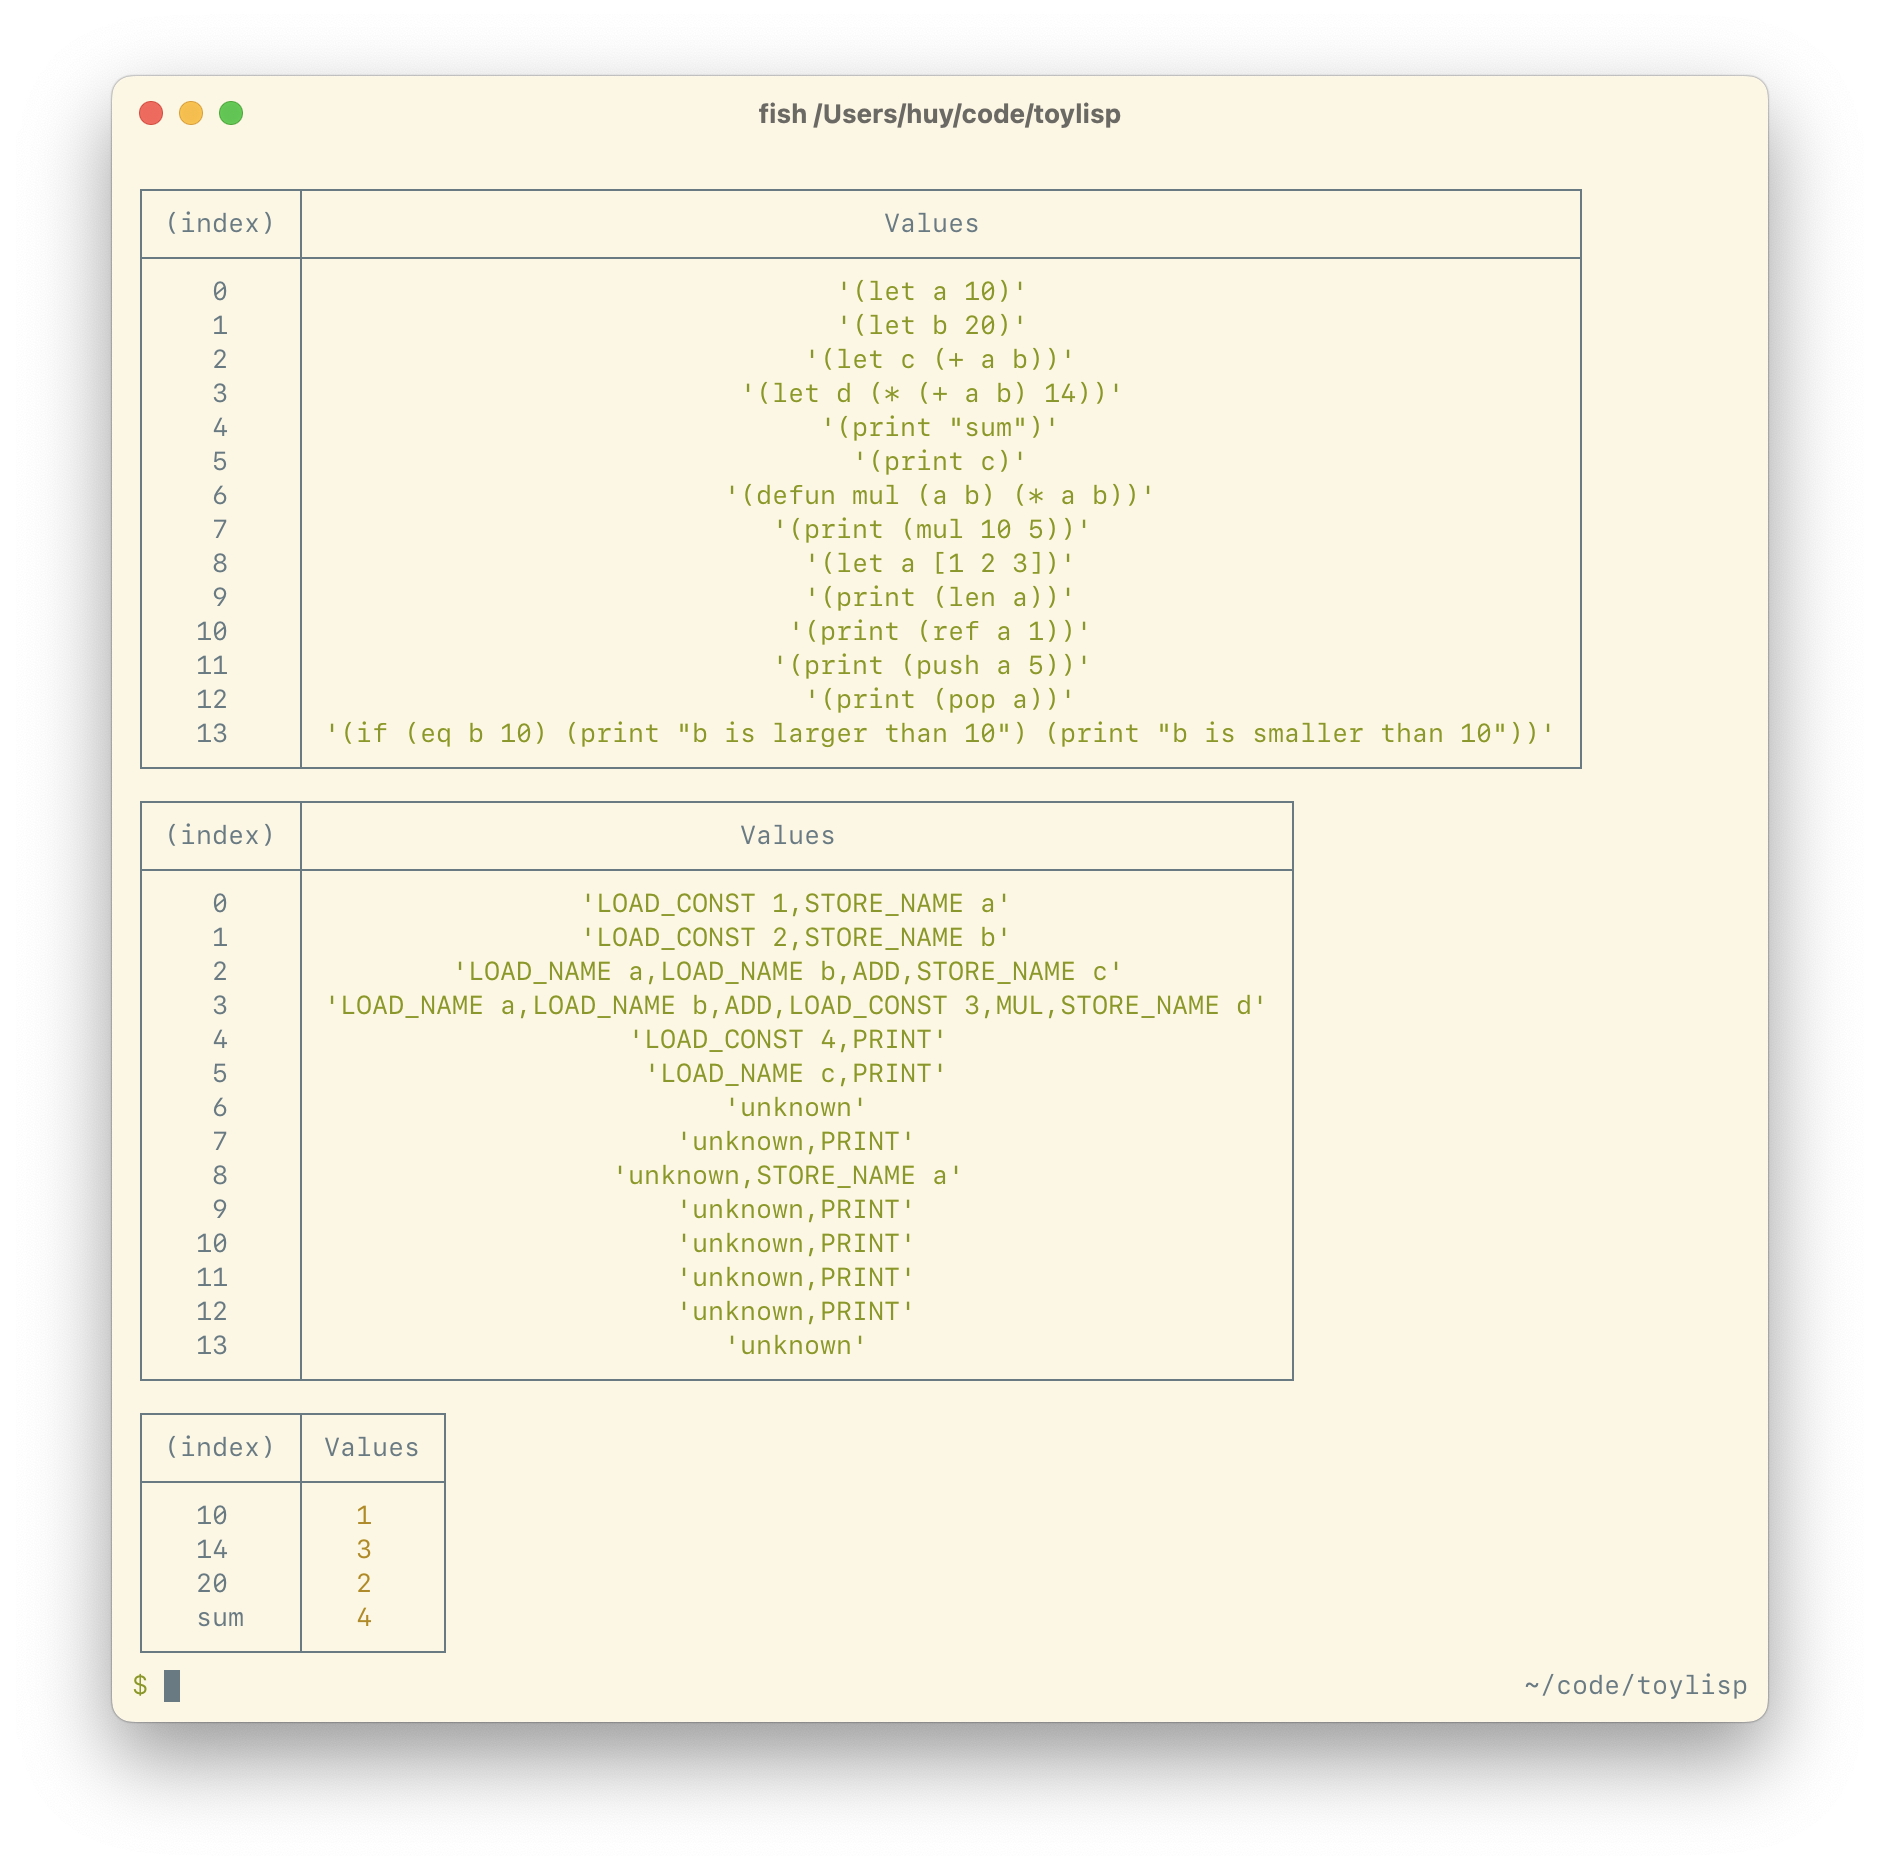 fish /Users/huy/code/toylisp
(index) Values
0 '(let a 10)'
1 '(let b 20)'
2 '(let c (+ a b))'
3 '(let d (* (+ a b) 14))'
4 '(print "sum")'
5 '(print c)'
6 '(defun mul (a b) (* a b))'
7 '(print (mul 10 5))'
8 '(let a [1 2 3])'
9 '(print (len a))'
10 '(print (ref a 1))'
11 '(print (push a 5))'
12 '(print (pop a))'
13 '(if (eq b 10) (print "b is larger than 10") (print "b is smaller than 10"))'
(index) Values
0 'LOAD_CONST 1,STORE_NAME a'
1 'LOAD_CONST 2,STORE_NAME b'
2 'LOAD_NAME a,LOAD_NAME b,ADD,STORE_NAME c'
3 'LOAD_NAME a,LOAD_NAME b,ADD,LOAD_CONST 3,MUL,STORE_NAME d'
4 'LOAD_CONST 4,PRINT'
5 'LOAD_NAME c,PRINT'
6 'unknown'
7 'unknown,PRINT'
8 'unknown,STORE_NAME a'
9 'unknown,PRINT'
10 'unknown,PRINT'
11 'unknown,PRINT'
12 'unknown,PRINT'
13 'unknown'
(index) Values
10 1
14 3
20 2
sum 4
$ ~/code/toylisp